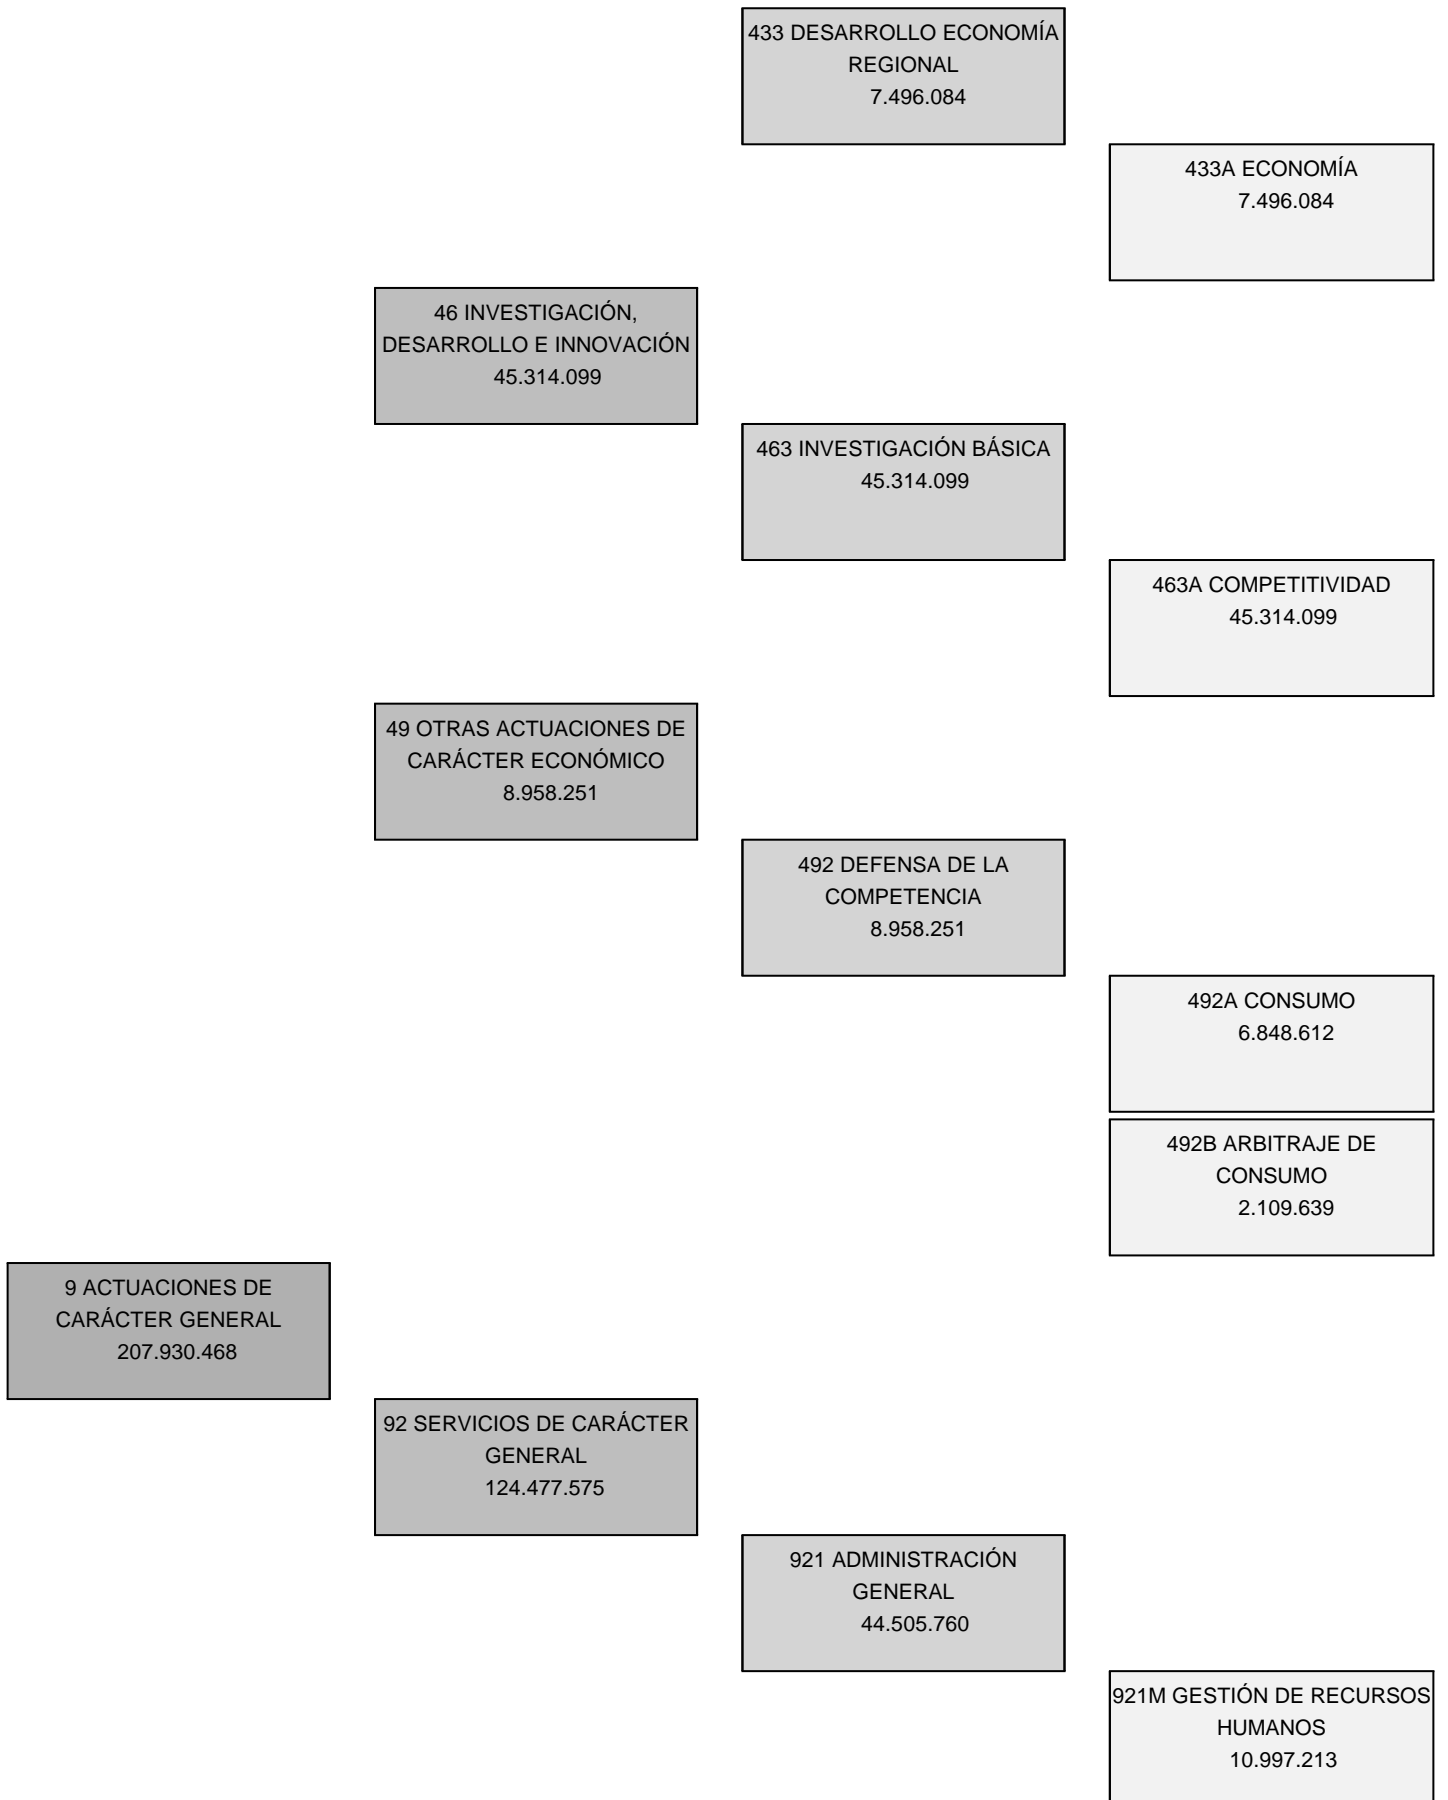 433 DESARROLLO ECONOMÍA
REGIONAL
7.496.084
433A ECONOMÍA
7.496.084
46 INVESTIGACIÓN,
DESARROLLO E INNOVACIÓN
45.314.099
463 INVESTIGACIÓN BÁSICA
45.314.099
463A COMPETITIVIDAD
45.314.099
49 OTRAS ACTUACIONES DE
CARÁCTER ECONÓMICO
8.958.251
492 DEFENSA DE LA
COMPETENCIA
8.958.251
492A CONSUMO
6.848.612
492B ARBITRAJE DE
CONSUMO
2.109.639
9 ACTUACIONES DE
CARÁCTER GENERAL
207.930.468
92 SERVICIOS DE CARÁCTER
GENERAL
124.477.575
921 ADMINISTRACIÓN
GENERAL
44.505.760
921M GESTIÓN DE RECURSOS
HUMANOS
10.997.213